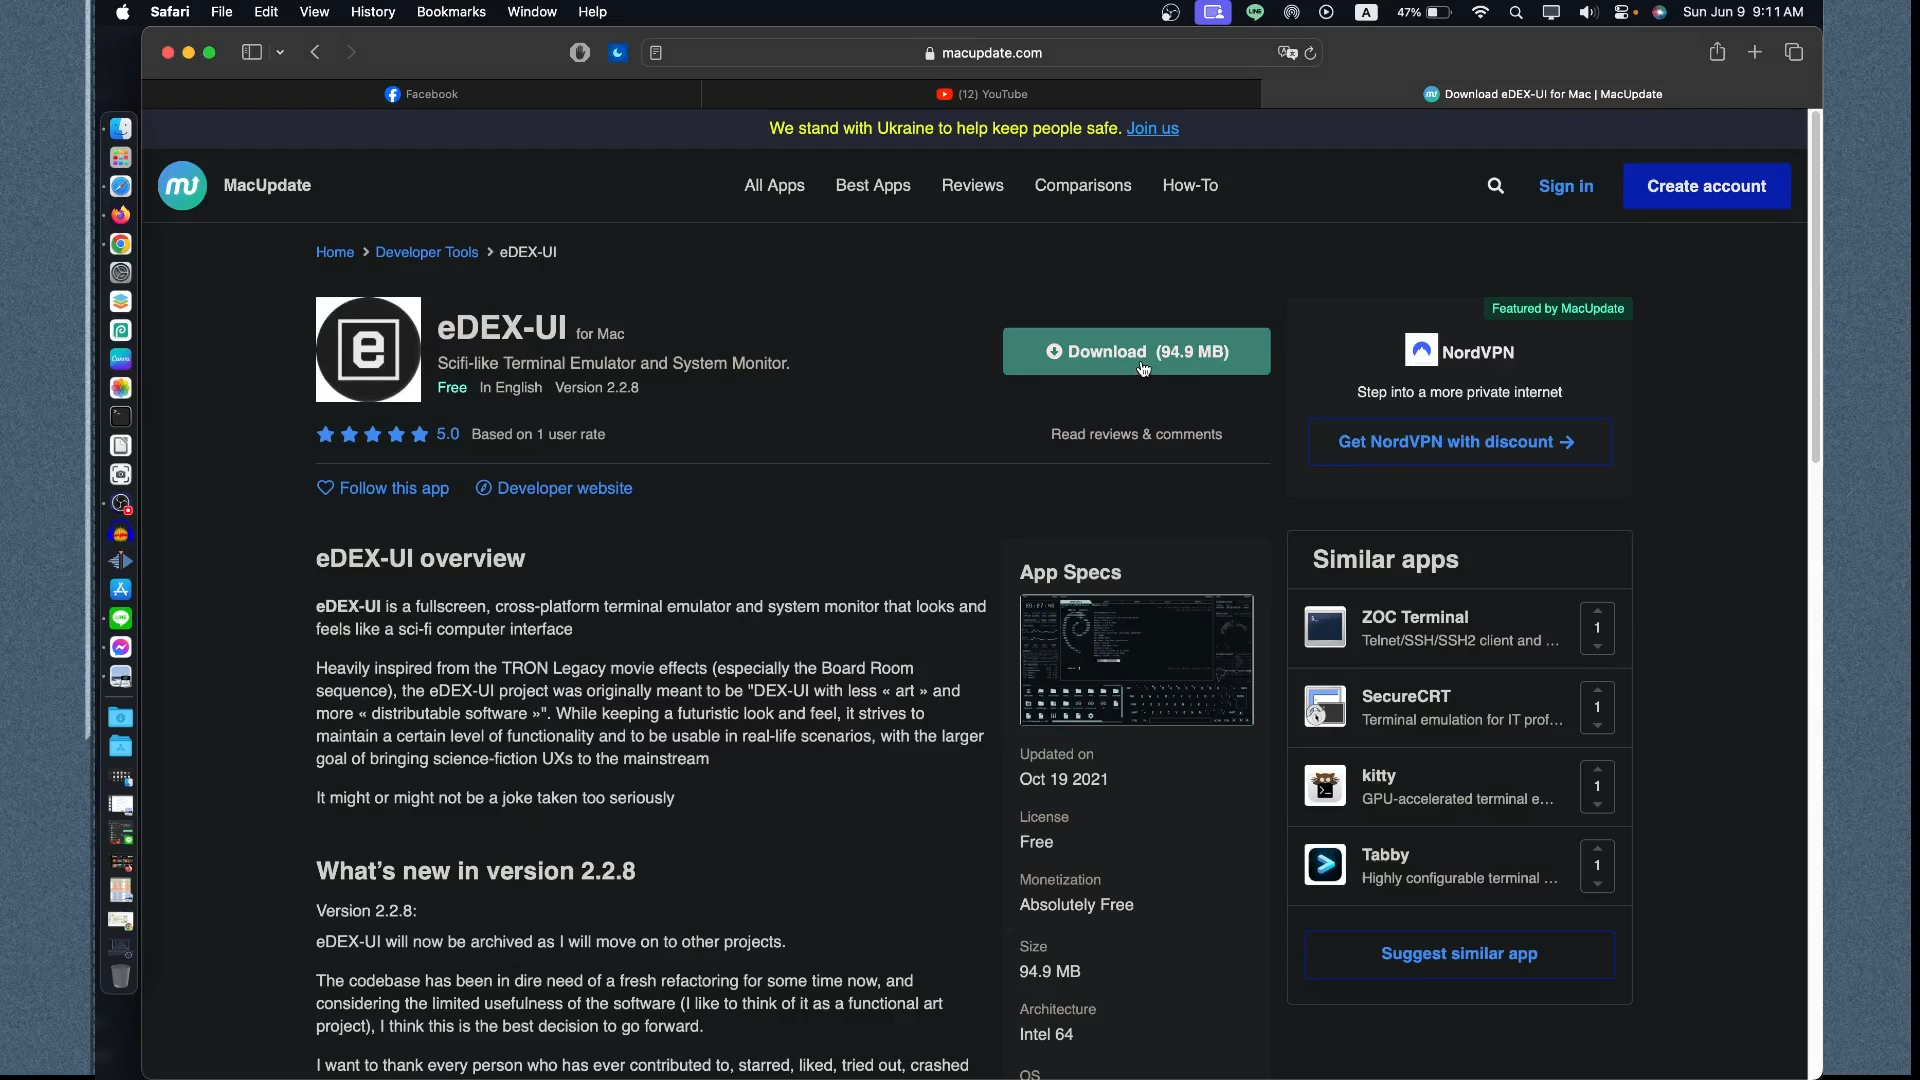 Safari File Edit View History Bookmarks Window Help
A 47% Sun Jun 9 9:11 AM
macupdate.com
Facebook
(12) YouTube
Download eDEX-UI for Mac | MacUpdate
We stand with Ukraine to help keep people safe. Join us
MacUpdate
All Apps Best Apps Reviews Comparisons How-To
Sign in
Create account
Home > Developer Tools > eDEX-UI
eDEX-UI for Mac
Scifi-like Terminal Emulator and System Monitor.
Free In English Version 2.2.8
Download (94.9 MB)
5.0 Based on 1 user rate
Read reviews & comments
Follow this app
Developer website
Featured by MacUpdate
NordVPN
Step into a more private internet
Get NordVPN with discount →
eDEX-UI overview
eDEX-UI is a fullscreen, cross-platform terminal emulator and system monitor that looks and
feels like a sci-fi computer interface
Heavily inspired from the TRON Legacy movie effects (especially the Board Room
sequence), the eDEX-UI project was originally meant to be "DEX-UI with less « art » and
more « distributable software »". While keeping a futuristic look and feel, it strives to
maintain a certain level of functionality and to be usable in real-life scenarios, with the larger
goal of bringing science-fiction UXs to the mainstream
It might or might not be a joke taken too seriously
What's new in version 2.2.8
Version 2.2.8:
eDEX-UI will now be archived as I will move on to other projects.
The codebase has been in dire need of a fresh refactoring for some time now, and
considering the limited usefulness of the software (I like to think of it as a functional art
project), I think this is the best decision to go forward.
I want to thank every person who has ever contributed to, starred, liked, tried out, crashed
App Specs
Updated on
Oct 19 2021
License
Free
Monetization
Absolutely Free
Size
94.9 MB
Architecture
Intel 64
OS
Similar apps
ZOC Terminal
Telnet/SSH/SSH2 client and ...
1
SecureCRT
Terminal emulation for IT prof...
1
kitty
GPU-accelerated terminal e...
1
Tabby
Highly configurable terminal ...
1
Suggest similar app